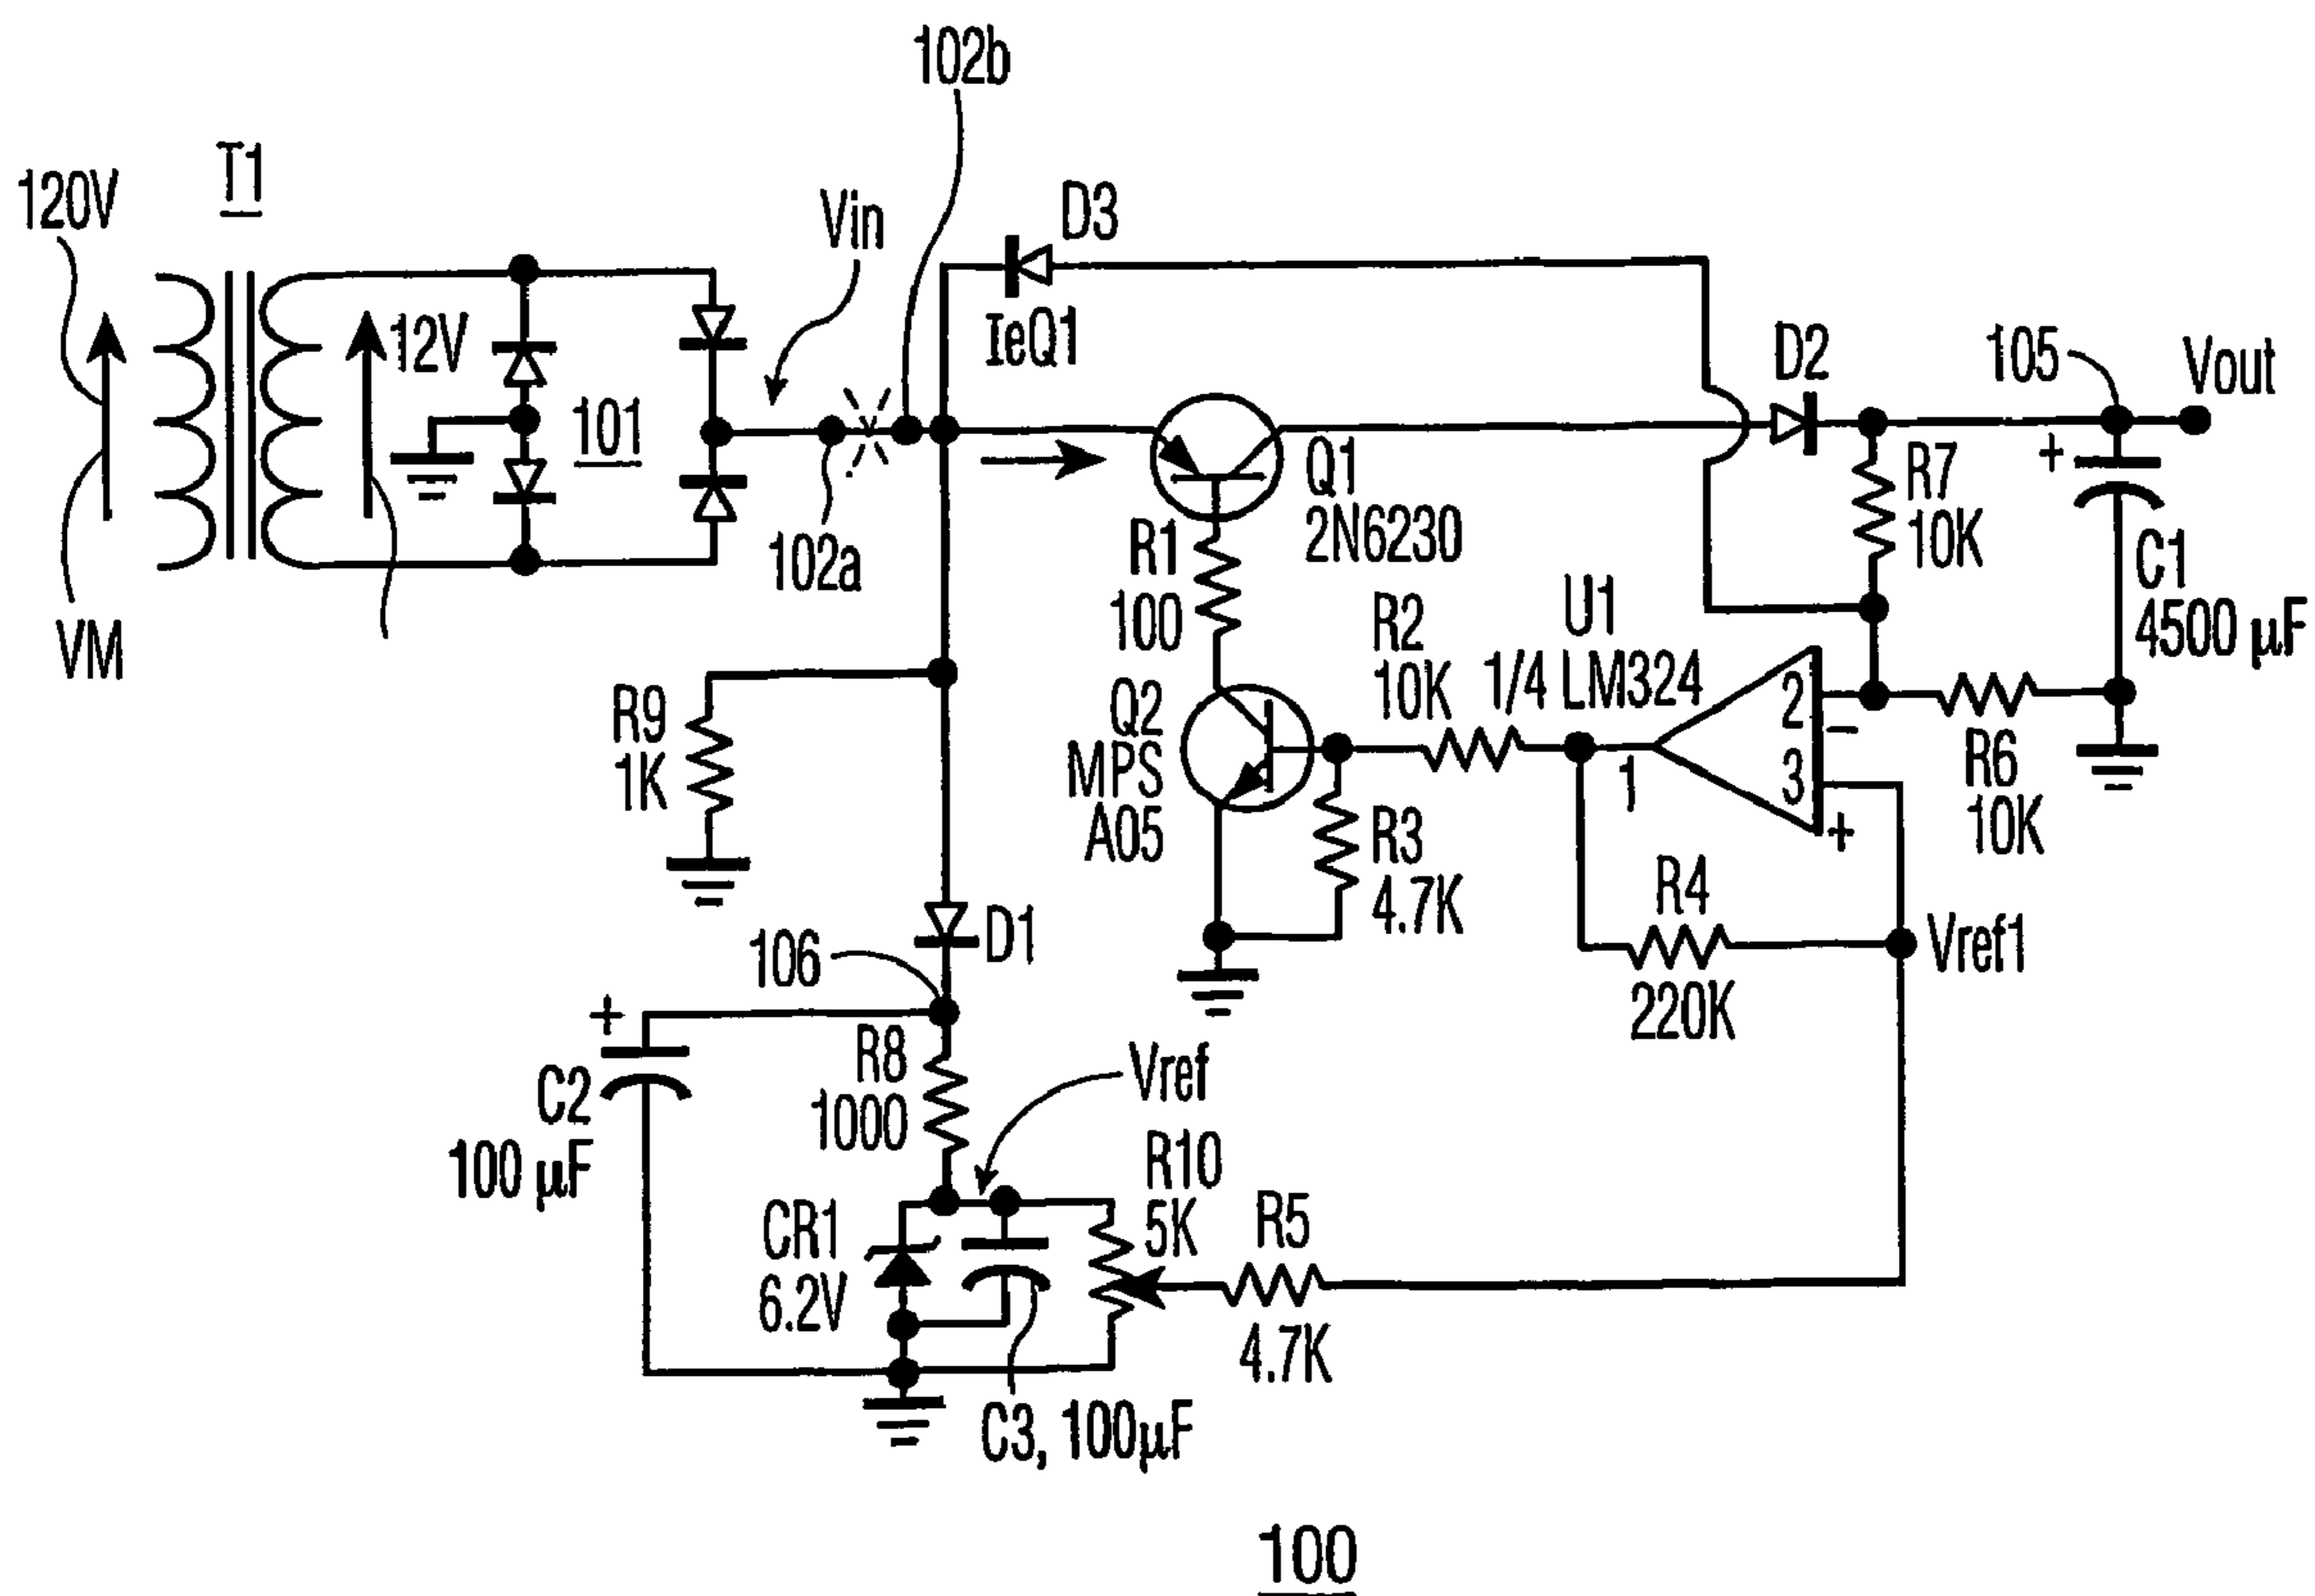 102b
T1
120V
Vin
D3
12V
IeQ1
D2
105
Vout
101
Q1
2N6230
R7
10K
102a
R1
100
C1
4500 µF
VM
R2
10K
U1
1/4 LM324
R9
1K
Q2
MPS
A05
2
−
3
+
1
R6
10K
R3
4.7K
R4
220K
Vref1
106
D1
+
+
R8
1000
Vref
C2
100 µF
R10
5K
CR1
6.2V
R5
4.7K
C3, 100µF
100